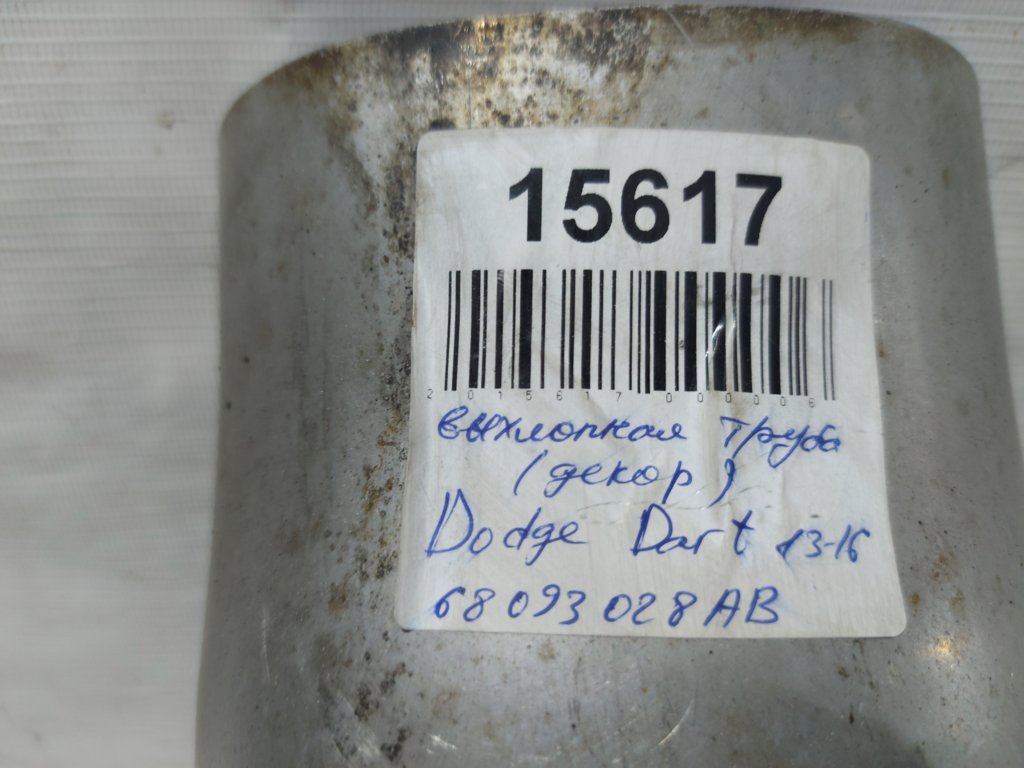 15617
2015617000006
выхлопная труба
(декор)
Dodge Dart 13-16
68093028AB